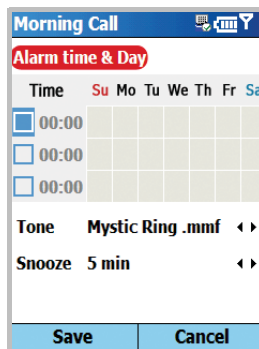 Morning Call
Alarm time & Day
Time Su Mo Tu We Th Fr Sa
00:00
00:00
00:00
Tone Mystic Ring .mmf
Snooze 5 min
Save Cancel